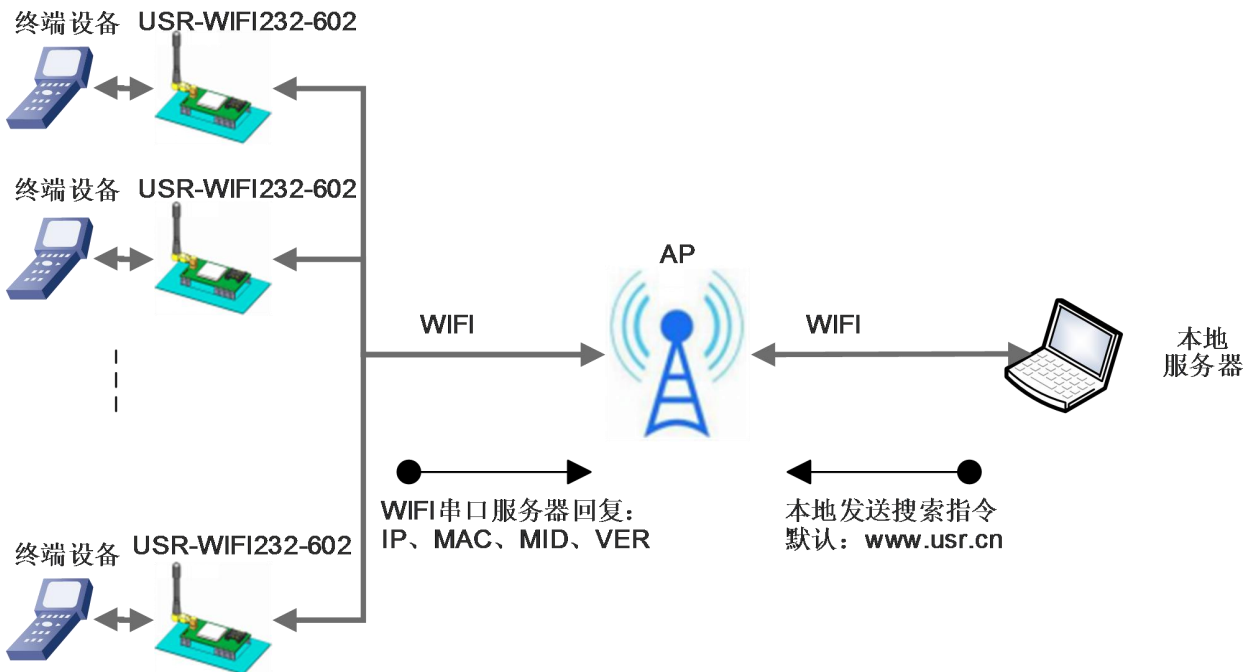 终端设备 USR-WIFI232-602
终端设备 USR-WIFI232-602
AP
WIFI
WIFI
本地
服务器
WIFI串口服务器回复：
IP、MAC、MID、VER
本地发送搜索指令
默认：www.usr.cn
终端设备 USR-WIFI232-602